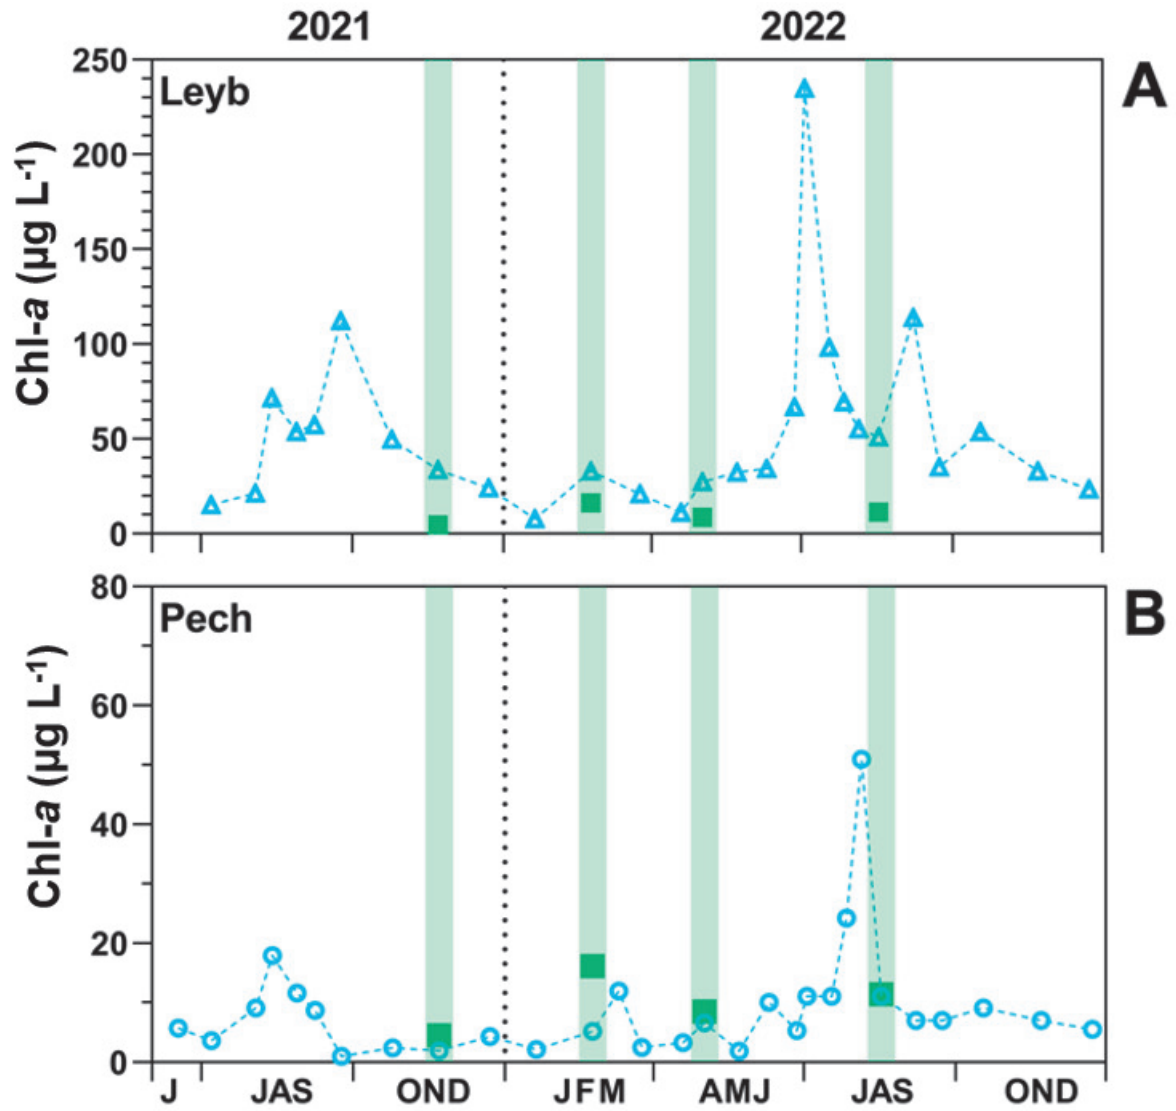 2021 2022
A
Leyb
Chl-a (µg L-1)
250
200
150
100
50
0
B
Pech
Chl-a (µg L-1)
80
60
40
20
0
J JAS OND JFM AMJ JAS OND